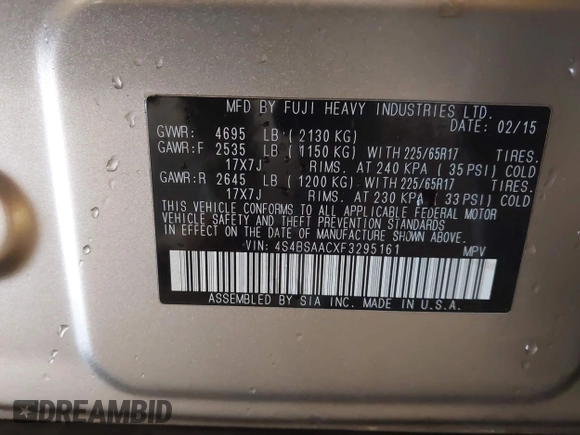 MFD BY FUJI HEAVY INDUSTRIES LTD.
DATE: 02/15
GVWR: 4695 LB ( 2130 KG)
GAWR:F 2535 LB ( 1150 KG) WITH 225/65R17 TIRES.
17X7J RIMS. AT 240 KPA ( 35 PSI) COLD
GAWR:R 2645 LB ( 1200 KG) WITH 225/65R17 TIRES.
17X7J RIMS. AT 230 KPA ( 33 PSI) COLD
THIS VEHICLE CONFORMS TO ALL APPLICABLE FEDERAL MOTOR
VEHICLE SAFETY AND THEFT PREVENTION STANDARDS
IN EFFECT ON THE DATE OF MANUFACTURE SHOWN ABOVE.
VIN: 4S4BSAACXF3295161 MPV
ASSEMBLED BY SIA INC. MADE IN U.S.A.
DREAMBID